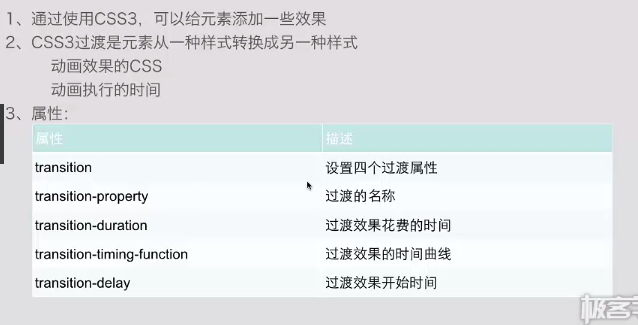 1、通过使用CSS3，可以给元素添加一些效果
2、CSS3过渡是元素从一种样式转换成另一种样式
动画效果的CSS
动画执行的时间
3、属性：
属性 描述
transition 设置四个过渡属性
transition-property 过渡的名称
transition-duration 过渡效果花费的时间
transition-timing-function 过渡效果的时间曲线
transition-delay 过渡效果开始时间
极客